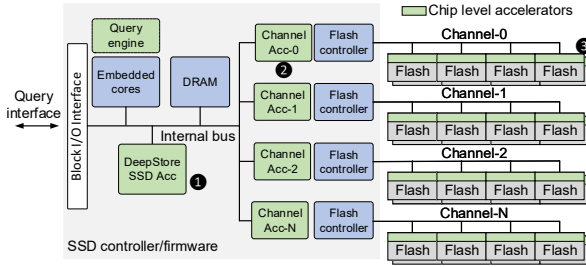 Chip level accelerators
Query
engine
Embedded
cores
DRAM
Channel
Acc-0
Flash
controller
Channel-0
3
Flash Flash Flash Flash
2
Query
interface
Block I/O Interface
Internal bus
Channel
Acc-1
Flash
controller
Channel-1
Flash Flash Flash Flash
DeepStore
SSD Acc
1
Channel
Acc-2
Flash
controller
Channel-2
Flash Flash Flash Flash
Channel
Acc-N
Flash
controller
Channel-N
Flash Flash Flash Flash
SSD controller/firmware